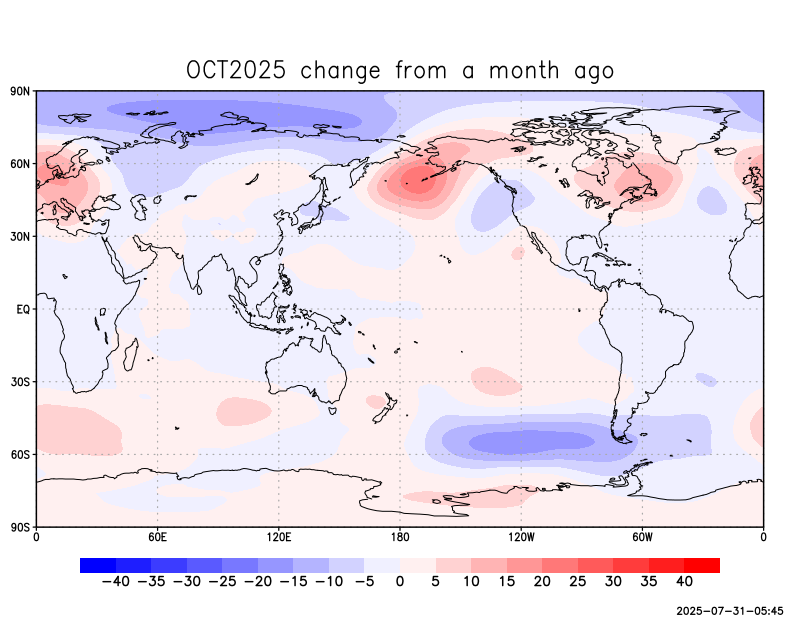 OCT2025 change from a month ago
90N
60N
30N
EQ
30S
60S
90S
0 60E 120E 180 120W 60W 0
−40 −35 −30 −25 −20 −15 −10 −5 0 5 10 15 20 25 30 35 40
2025-07-31-05:45